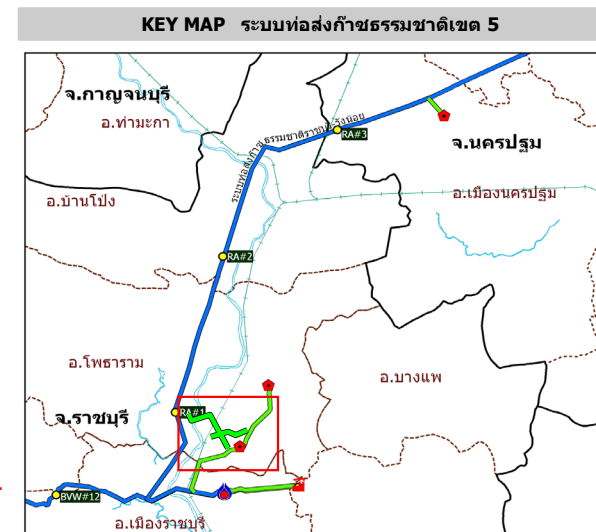 KEY MAP ระบบท่อส่งก๊าซธรรมชาติเขต 5
จ.กาญจนบุรี
อ.ท่ามะกา
RA#3
จ.นครปฐม
อ.บ้านโป่ง
อ.เมืองนครปฐม
RA#2
อ.โพธาราม
อ.บางแพ
RA#1
จ.ราชบุรี
BVW#12
อ.เมืองราชบุรี